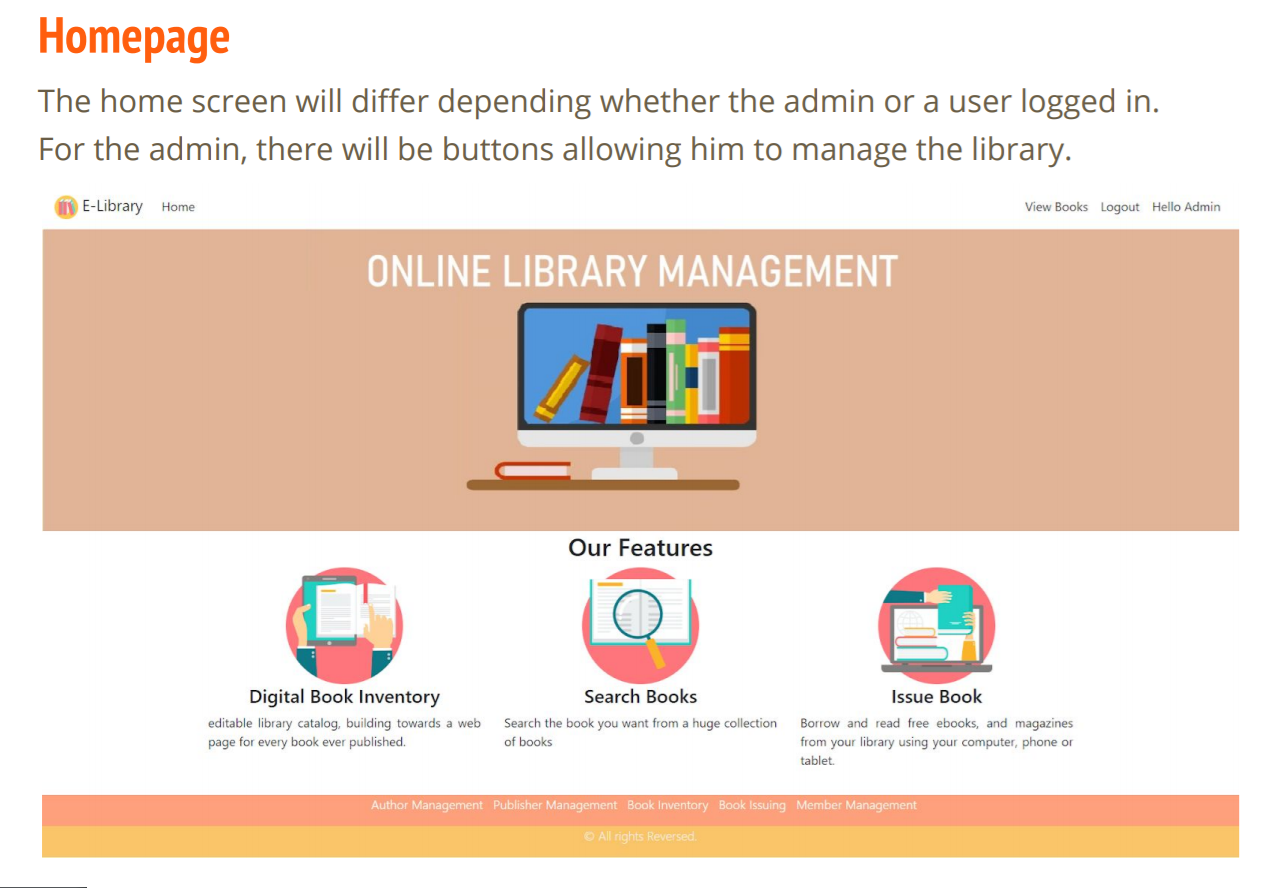 Homepage
The home screen will differ depending whether the admin or a user logged in.
For the admin, there will be buttons allowing him to manage the library.
E-Library Home View Books Logout Hello Admin
ONLINE LIBRARY MANAGEMENT
Our Features
Digital Book Inventory
editable library catalog, building towards a web
page for every book ever published.
Search Books
Search the book you want from a huge collection
of books
Issue Book
Borrow and read free ebooks, and magazines
from your library using your computer, phone or
tablet.
Author Management Publisher Management Book Inventory Book Issuing Member Management
© All rights Reversed.